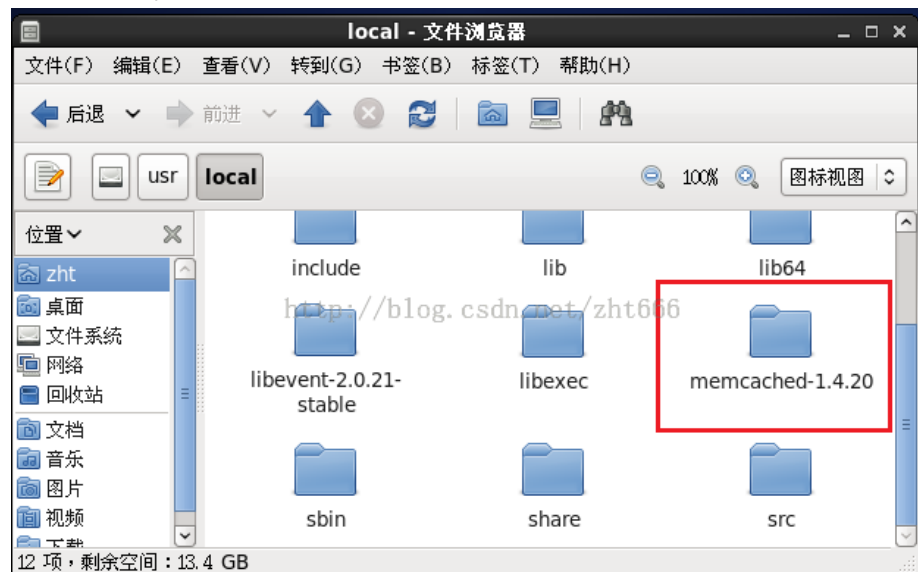 local - 文件浏览器
文件(F) 编辑(E) 查看(V) 转到(G) 书签(B) 标签(T) 帮助(H)
后退 前进
usr local 100% 图标视图
位置
zht
桌面
文件系统
网络
回收站
文档
音乐
图片
视频
下载
include lib lib64
http://blog.csdn.net/zht666
libevent-2.0.21-stable libexec memcached-1.4.20
sbin share src
12 项，剩余空间：13.4 GB